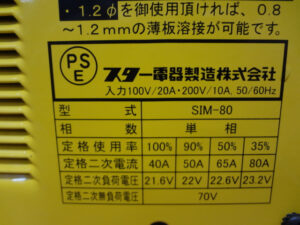 ・1.2φを御使用頂ければ、0.8
～1.2mmの薄板溶接が可能です。
PSE
スター電器製造株式会社
入力100V/20A・200V/10A. 50/60Hz
型式 SIM-80
相数 単相
定格使用率 100% 90% 50% 35%
定格二次電流 40A 50A 65A 80A
定格二次負荷電圧 21.6V 22V 22.6V 23.2V
定格二次無負荷電圧 70V